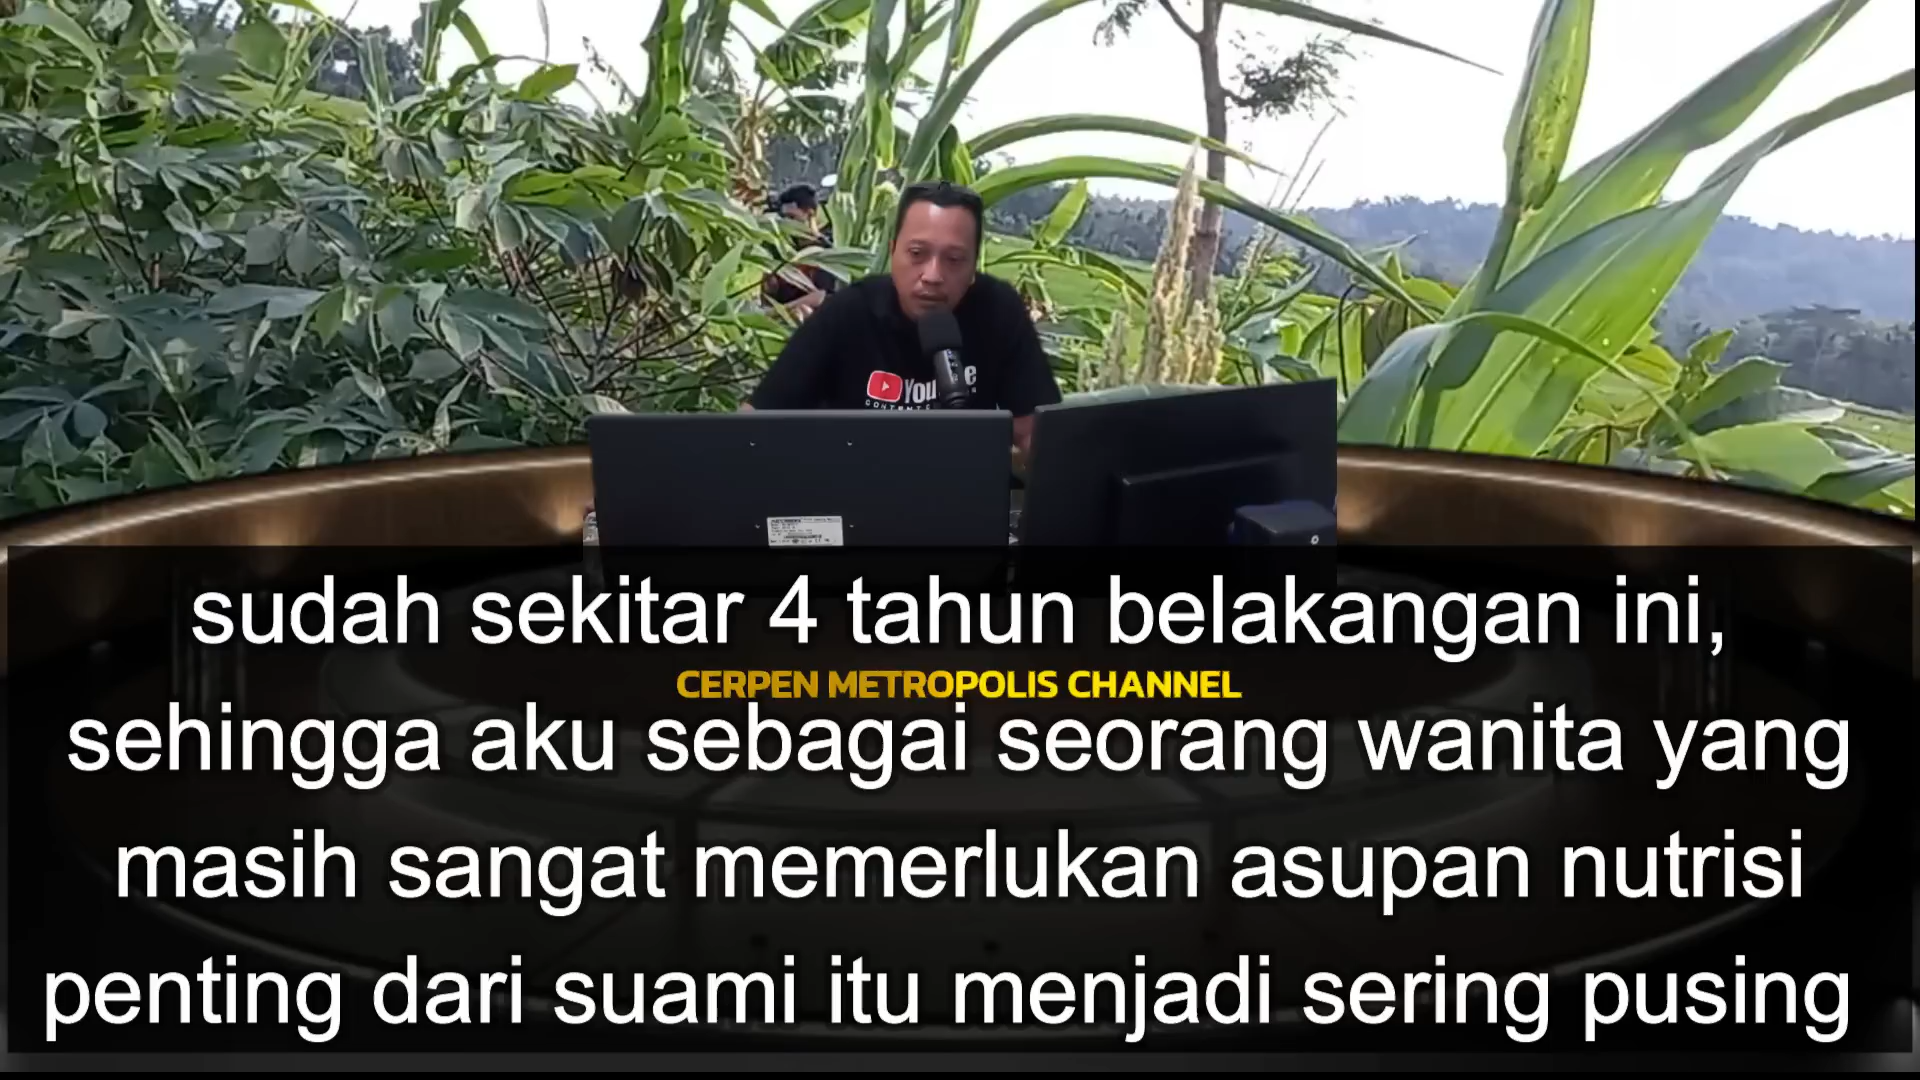 sudah sekitar 4 tahun belakangan ini,
CERPEN METROPOLIS CHANNEL
sehingga aku sebagai seorang wanita yang
masih sangat memerlukan asupan nutrisi
penting dari suami itu menjadi sering pusing